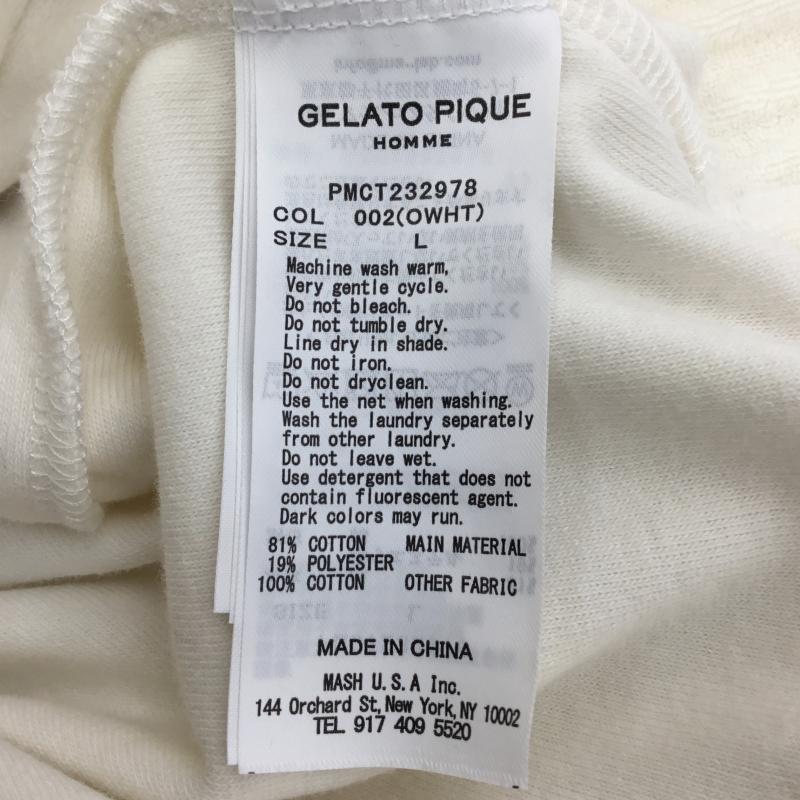 GELATO PIQUE
HOMME
PMCT232978
COL 002(OWHT)
SIZE L
Machine wash warm,
Very gentle cycle.
Do not bleach.
Do not tumble dry.
Line dry in shade.
Do not iron.
Do not dryclean.
Use the net when washing.
Wash the laundry separately
from other laundry.
Do not leave wet.
Use detergent that does not
contain fluorescent agent.
Dark colors may run.
81% COTTON MAIN MATERIAL
19% POLYESTER
100% COTTON OTHER FABRIC
MADE IN CHINA
MASH U.S.A Inc.
144 Orchard St, New York, NY 10002
TEL 917 409 5520